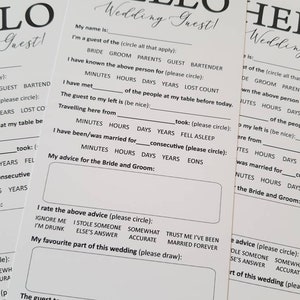 HELLO
Wedding Guest!
My name is:
I'm a guest of the (circle all that apply):
BRIDE GROOM PARENTS GUEST BARTENDER
I have known the above person for (please circle):
MINUTES HOURS DAYS YEARS LOST COUNT
I have met______ of the people at my table before today.
The guest to my left is (be nice):
Travelling here from ______took: (please circle):
MINUTES HOURS DAYS YEARS FELL ASLEEP
I have been/was married for____consecutive (please circle):
MINUTES HOURS DAYS YEARS EONS
My advice for the Bride and Groom:
I rate the above advice (please circle):
IGNORE ME I STOLE SOMEONE SOMEWHAT TRUST ME I'VE BEEN
I'M DRUNK ELSE'S ANSWER ACCURATE MARRIED FOREVER
My favourite part of this wedding (please draw):